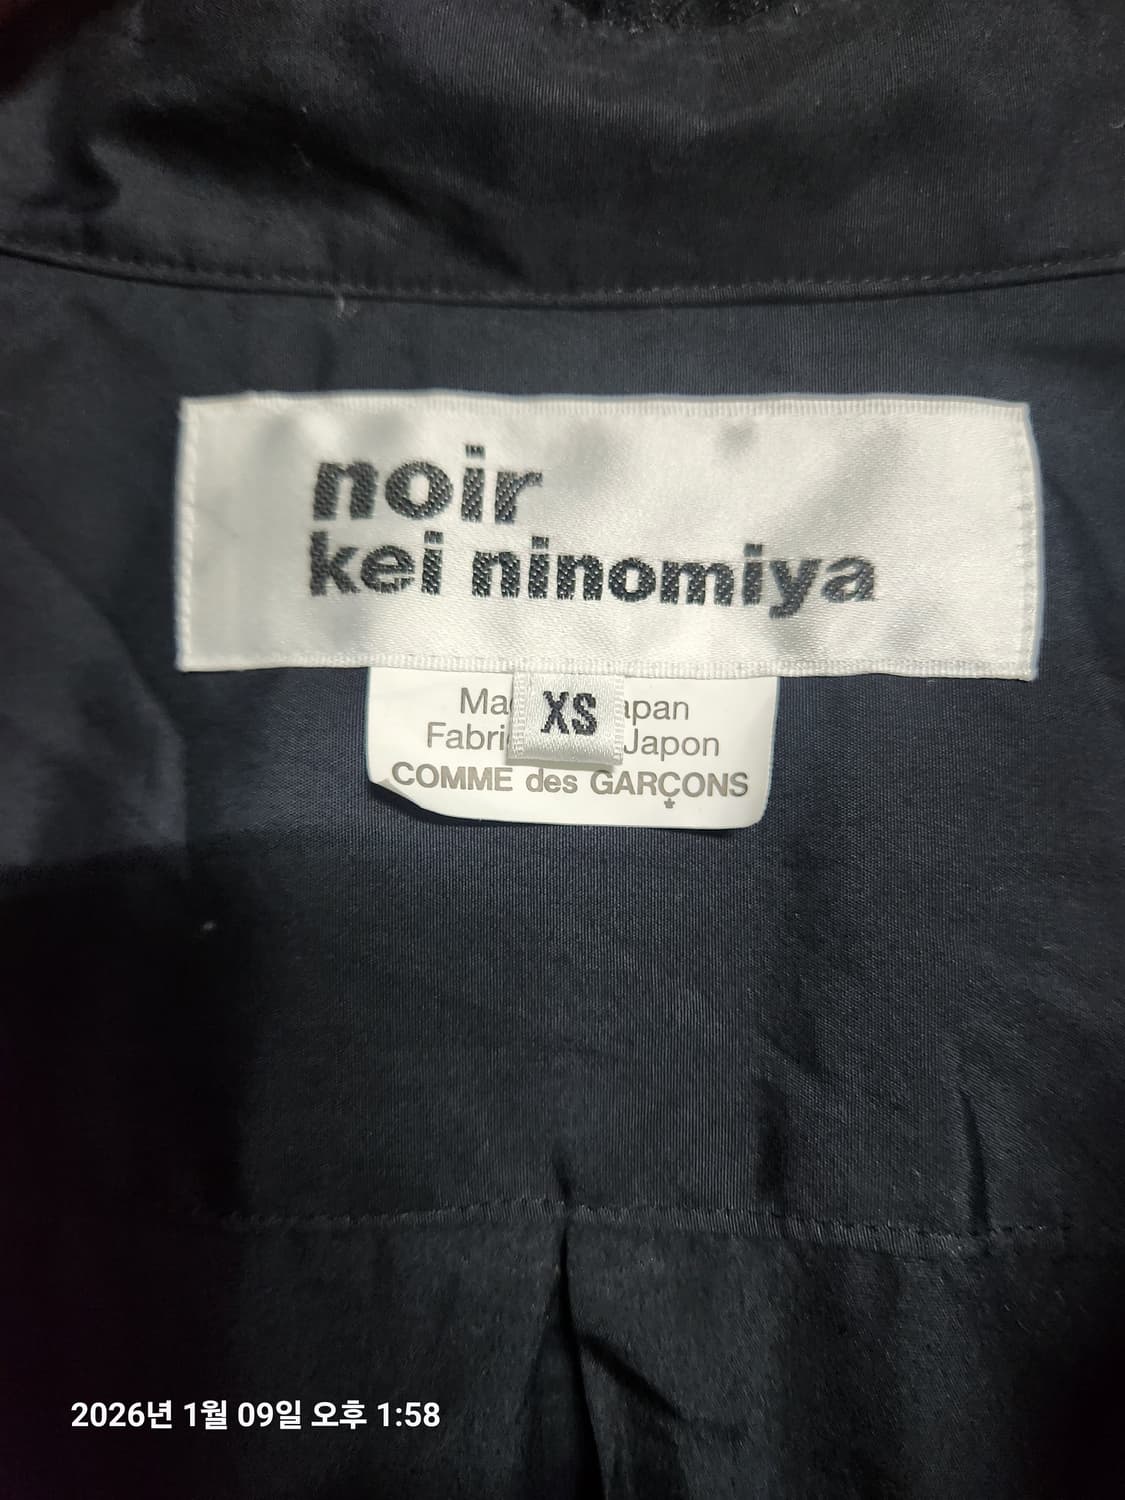 noir
kei ninomiya
XS
Ma apan
Fabri Japon
COMME des GARÇONS
2026년 1월 09일 오후 1:58